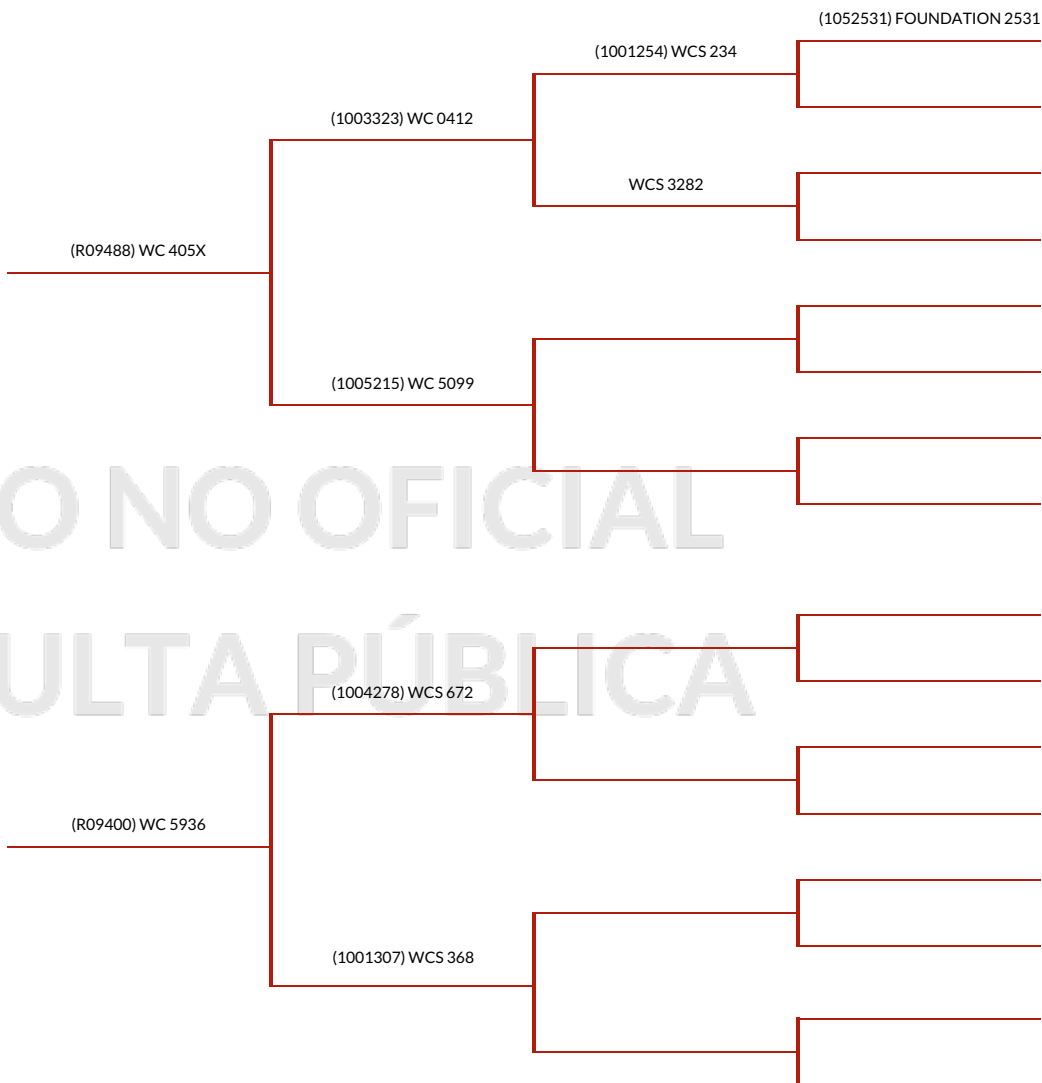 (1052531) FOUNDATION 2531
(1001254) WCS 234
(1003323) WC 0412
WCS 3282
(R09488) WC 405X
(1005215) WC 5099
O NO OFICIAL
ULTA PÚBLICA
(1004278) WCS 672
(R09400) WC 5936
(1001307) WCS 368